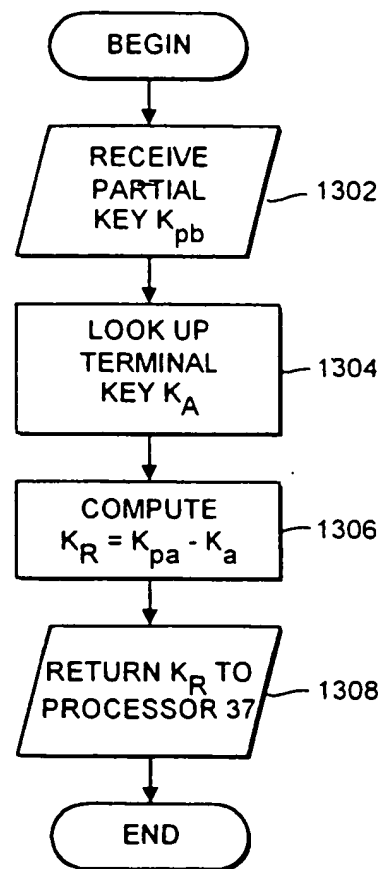 BEGIN
RECEIVE
PARTIAL
KEY K_pb
1302
LOOK UP
TERMINAL
KEY K_A
1304
COMPUTE
K_R = K_pa - K_a
1306
RETURN K_R TO
PROCESSOR 37
1308
END